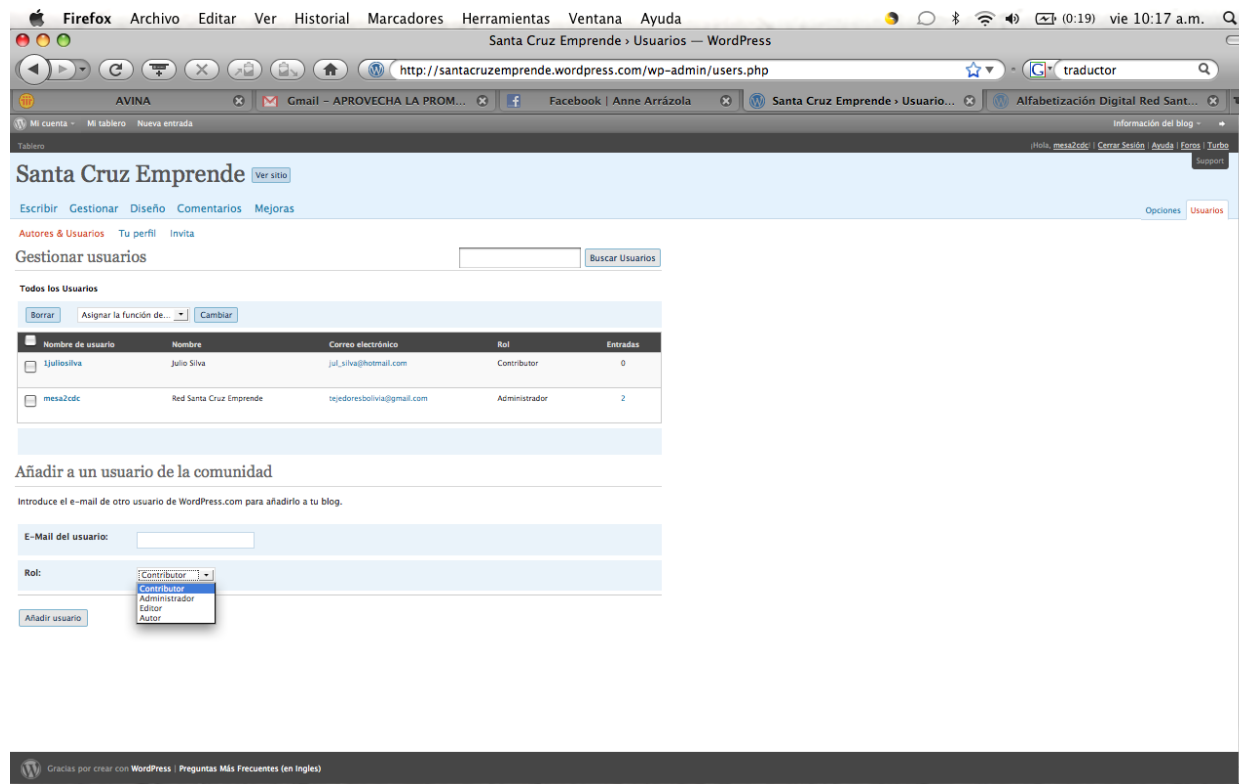 Firefox Archivo Editar Ver Historial Marcadores Herramientas Ventana Ayuda (0:19) vie 10:17 a.m.
Santa Cruz Emprende › Usuarios — WordPress
http://santacruzemprende.wordpress.com/wp-admin/users.php traductor
AVINA Gmail – APROVECHA LA PROM... Facebook | Anne Arrázola Santa Cruz Emprende › Usuario... Alfabetización Digital Red Sant...
Mi cuenta Mi tablero Nueva entrada Información del blog
Tablero ¡Hola, mesa2cdc! | Cerrar Sesión | Ayuda | Foros | Turbo
Santa Cruz Emprende Ver sitio Support
Escribir Gestionar Diseño Comentarios Mejoras Opciones Usuarios
Autores & Usuarios Tu perfil Invita
Gestionar usuarios Buscar Usuarios
Todos los Usuarios
Borrar Asignar la función de... Cambiar
Nombre de usuario Nombre Correo electrónico Rol Entradas
1juliosilva Julio Silva jul_silva@hotmail.com Contributor 0
mesa2cdc Red Santa Cruz Emprende tejedoresbolivia@gmail.com Administrador 2
Añadir a un usuario de la comunidad
Introduce el e-mail de otro usuario de WordPress.com para añadirlo a tu blog.
E-Mail del usuario:
Rol: Contributor
Contributor
Administrador
Editor
Autor
Añadir usuario
Gracias por crear con WordPress | Preguntas Más Frecuentes (en Ingles)